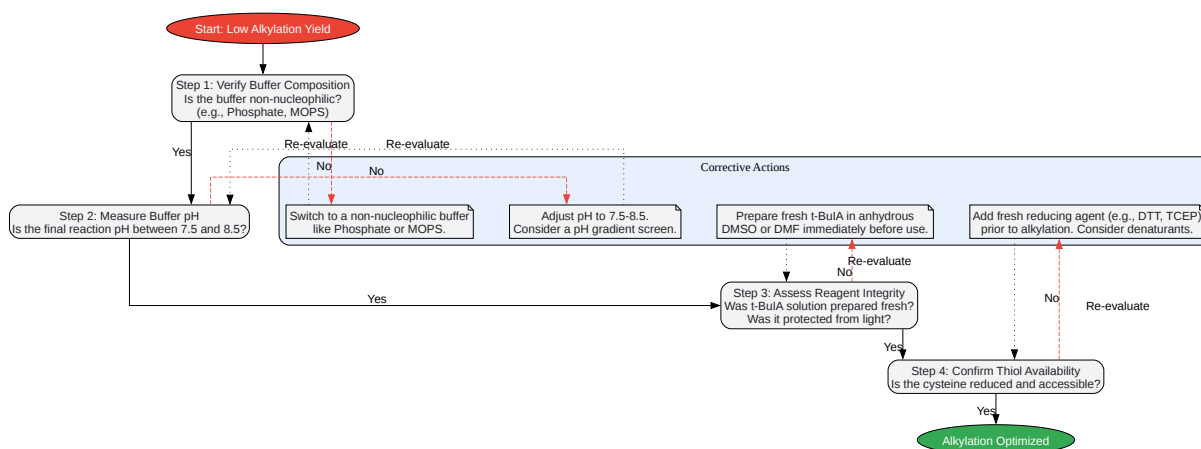 Start: Low Alkylation Yield
Step 1: Verify Buffer Composition
Is the buffer non-nucleophilic?
(e.g., Phosphate, MOPS)
Re-evaluate
Re-evaluate
Yes
No
No
Corrective Actions
Step 2: Measure Buffer pH
Is the final reaction pH between 7.5 and 8.5?
Switch to a non-nucleophilic buffer
like Phosphate or MOPS.
Adjust pH to 7.5-8.5.
Consider a pH gradient screen.
Prepare fresh t-BuIA in anhydrous
DMSO or DMF immediately before use.
Add fresh reducing agent (e.g., DTT, TCEP)
prior to alkylation. Consider denaturants.
Re-evaluate
No
Yes
Step 3: Assess Reagent Integrity
Was t-BuIA solution prepared fresh?
Was it protected from light?
No
Re-evaluate
Yes
Step 4: Confirm Thiol Availability
Is the cysteine reduced and accessible?
Yes
Alkylation Optimized